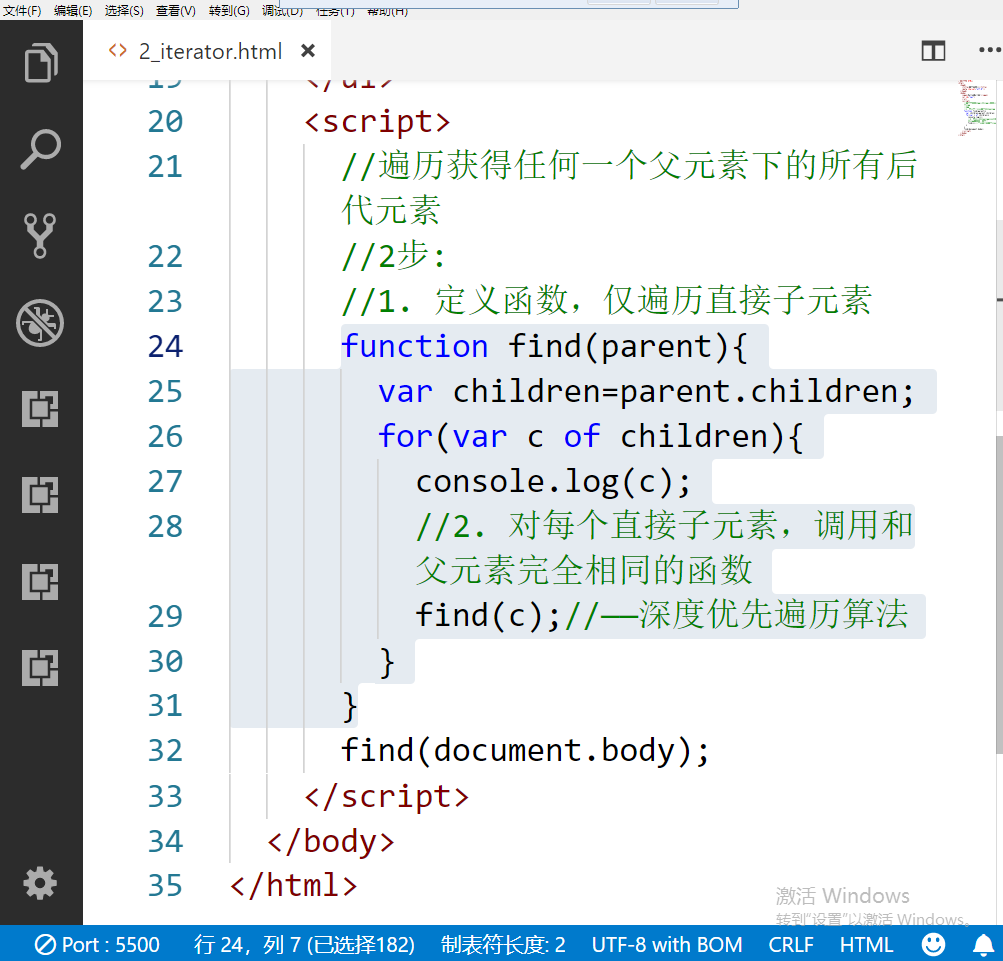 文件(F) 编辑(E) 选择(S) 查看(V) 转到(G) 调试(D) 任务(T) 帮助(H)
<> 2_iterator.html ×
19 </ul>
20 <script>
21 //遍历获得任何一个父元素下的所有后
代元素
22 //2步:
23 //1. 定义函数，仅遍历直接子元素
24 function find(parent){
25 var children=parent.children;
26 for(var c of children){
27 console.log(c);
28 //2. 对每个直接子元素，调用和
父元素完全相同的函数
29 find(c);//——深度优先遍历算法
30 }
31 }
32 find(document.body);
33 </script>
34 </body>
35 </html>
激活 Windows
转到“设置”以激活 Windows。
Port : 5500 行 24，列 7 (已选择182) 制表符长度: 2 UTF-8 with BOM CRLF HTML